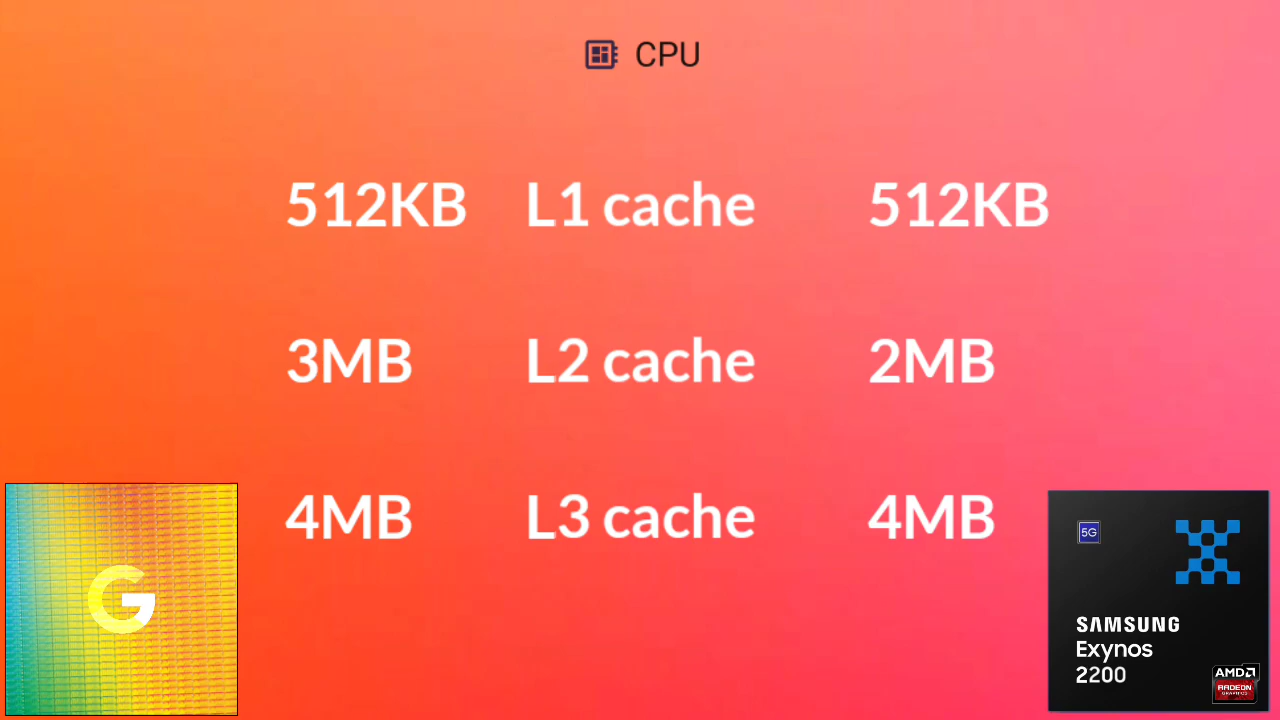 CPU
512KB L1 cache 512KB
3MB L2 cache 2MB
4MB L3 cache 4MB
G
5G
SAMSUNG
Exynos
2200
AMD
RADEON
GRAPHICS